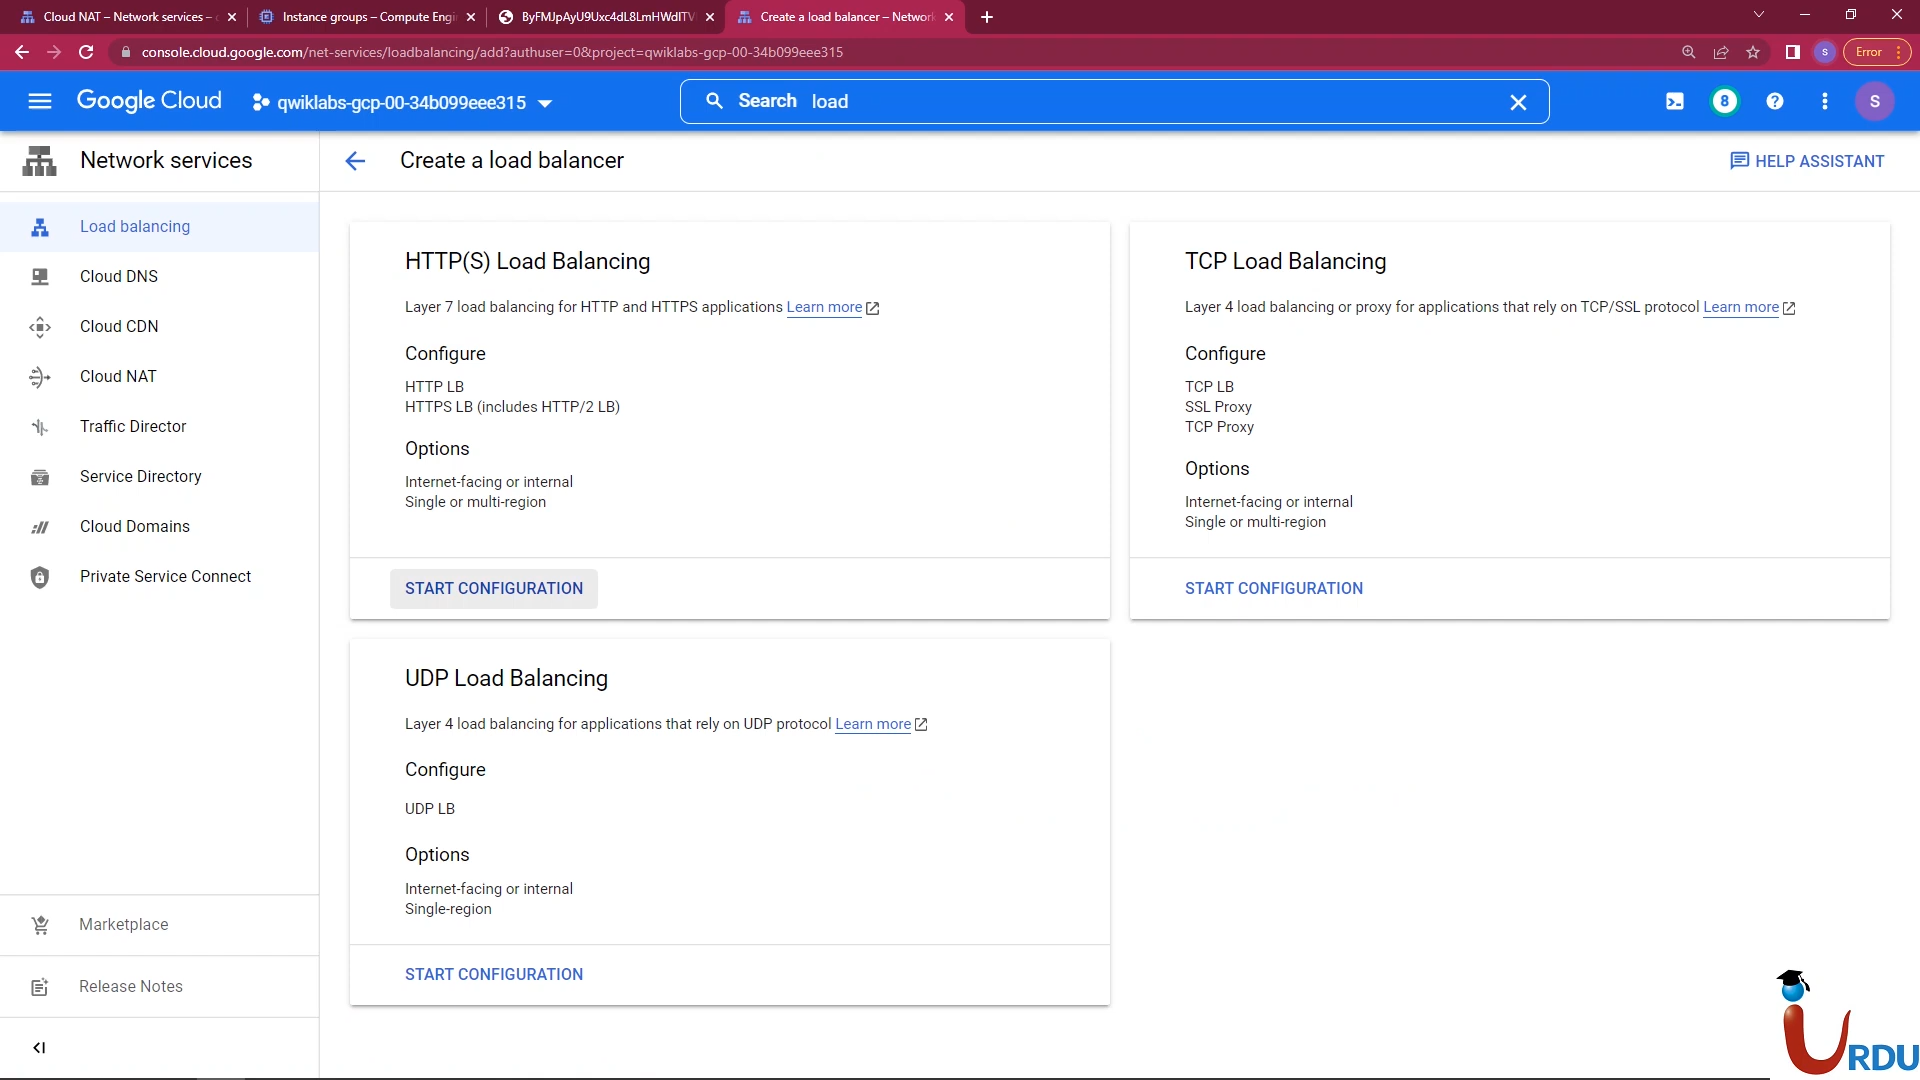 Cloud NAT – Network services –
Instance groups – Compute Engi
ByFMJpAyU9Uxc4dL8LmHWdITV
Create a load balancer – Network
console.cloud.google.com/net-services/loadbalancing/add?authuser=0&project=qwiklabs-gcp-00-34b099eee315
s
Error
Google Cloud
qwiklabs-gcp-00-34b099eee315
Search load
8
S
Network services
Create a load balancer
HELP ASSISTANT
Load balancing
Cloud DNS
Cloud CDN
Cloud NAT
Traffic Director
Service Directory
Cloud Domains
Private Service Connect
Marketplace
Release Notes
HTTP(S) Load Balancing
Layer 7 load balancing for HTTP and HTTPS applications Learn more
Configure
HTTP LB
HTTPS LB (includes HTTP/2 LB)
Options
Internet-facing or internal
Single or multi-region
START CONFIGURATION
TCP Load Balancing
Layer 4 load balancing or proxy for applications that rely on TCP/SSL protocol Learn more
Configure
TCP LB
SSL Proxy
TCP Proxy
Options
Internet-facing or internal
Single or multi-region
START CONFIGURATION
UDP Load Balancing
Layer 4 load balancing for applications that rely on UDP protocol Learn more
Configure
UDP LB
Options
Internet-facing or internal
Single-region
START CONFIGURATION
iURDU